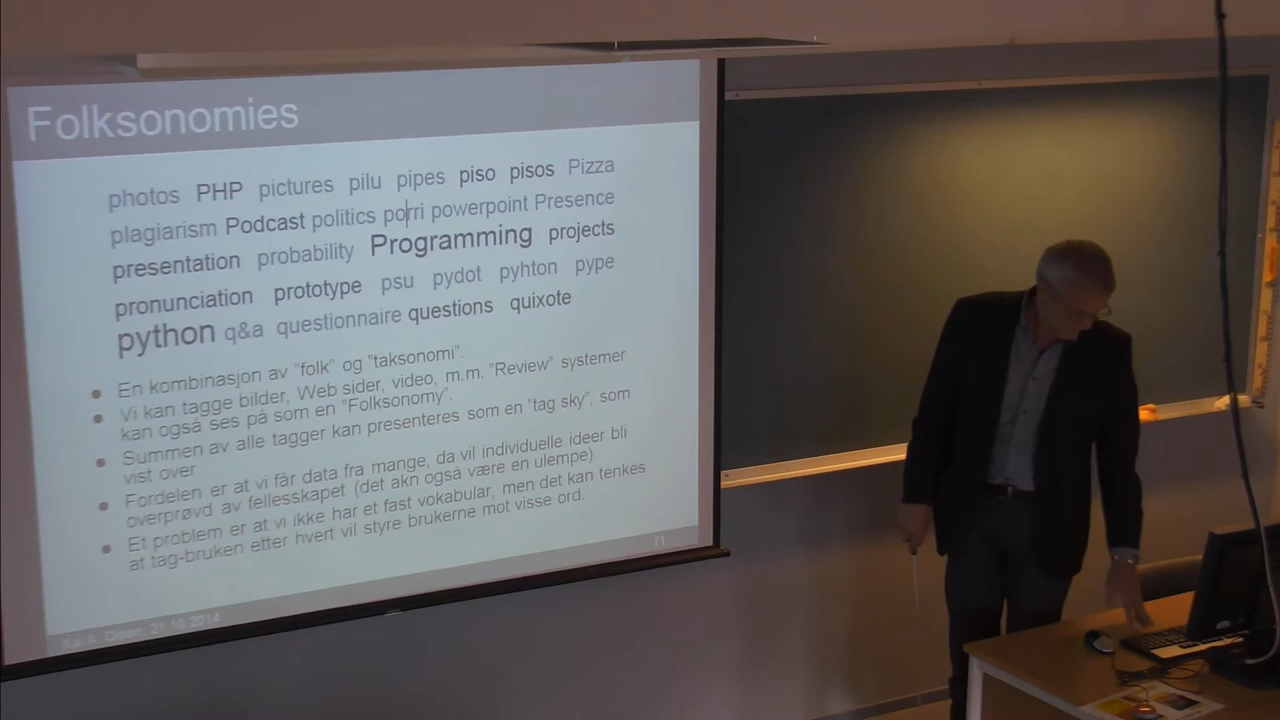 Folksonomies
photos PHP pictures pilu pipes piso pisos Pizza
plagiarism Podcast politics porri powerpoint Presence
presentation probability Programming projects
pronunciation prototype psu pydot pyhton pype
python q&a questionnaire questions quixote
• En kombinasjon av "folk" og "taksonomi".
• Vi kan tagge bilder, Web sider, video, m.m. "Review" systemer
kan også ses på som en "Folksonomy".
• Summen av alle tagger kan presenteres som en "tag sky", som
vist over
• Fordelen er at vi får data fra mange, da vil individuelle ideer bli
overprøvd av fellesskapet (det akn også være en ulempe).
• Et problem er at vi ikke har et fast vokabular, men det kan tenkes
at tag-bruken etter hvert vil styre brukerne mot visse ord.
71
Olsen, 21.10.2014